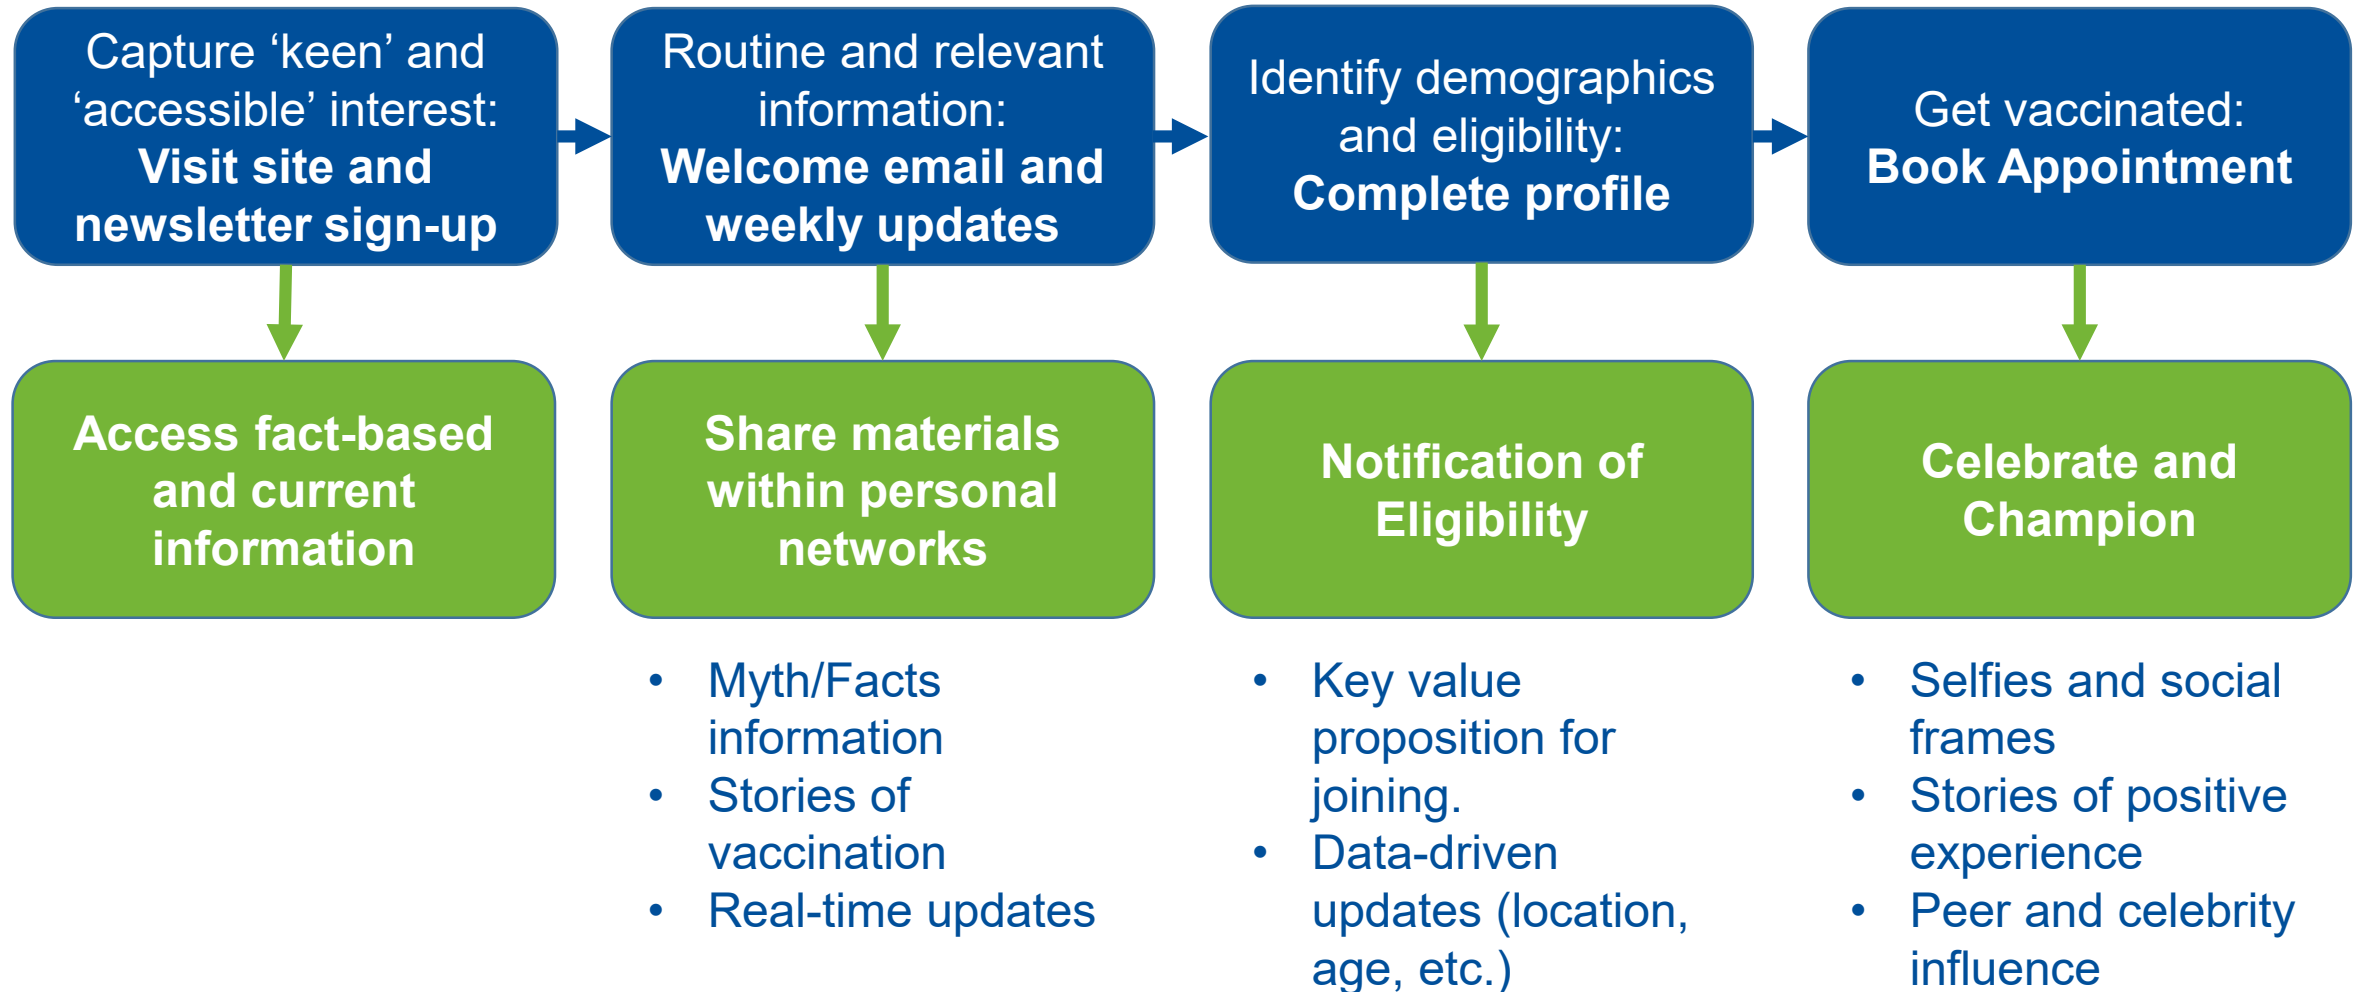 Capture ‘keen’ and
‘accessible’ interest:
Visit site and
newsletter sign-up
Routine and relevant
information:
Welcome email and
weekly updates
Identify demographics
and eligibility:
Complete profile
Get vaccinated:
Book Appointment
Access fact-based
and current
information
Share materials
within personal
networks
Notification of
Eligibility
Celebrate and
Champion
• Myth/Facts
information
• Stories of
vaccination
• Real-time updates
• Key value
proposition for
joining.
• Data-driven
updates (location,
age, etc.)
• Selfies and social
frames
• Stories of positive
experience
• Peer and celebrity
influence